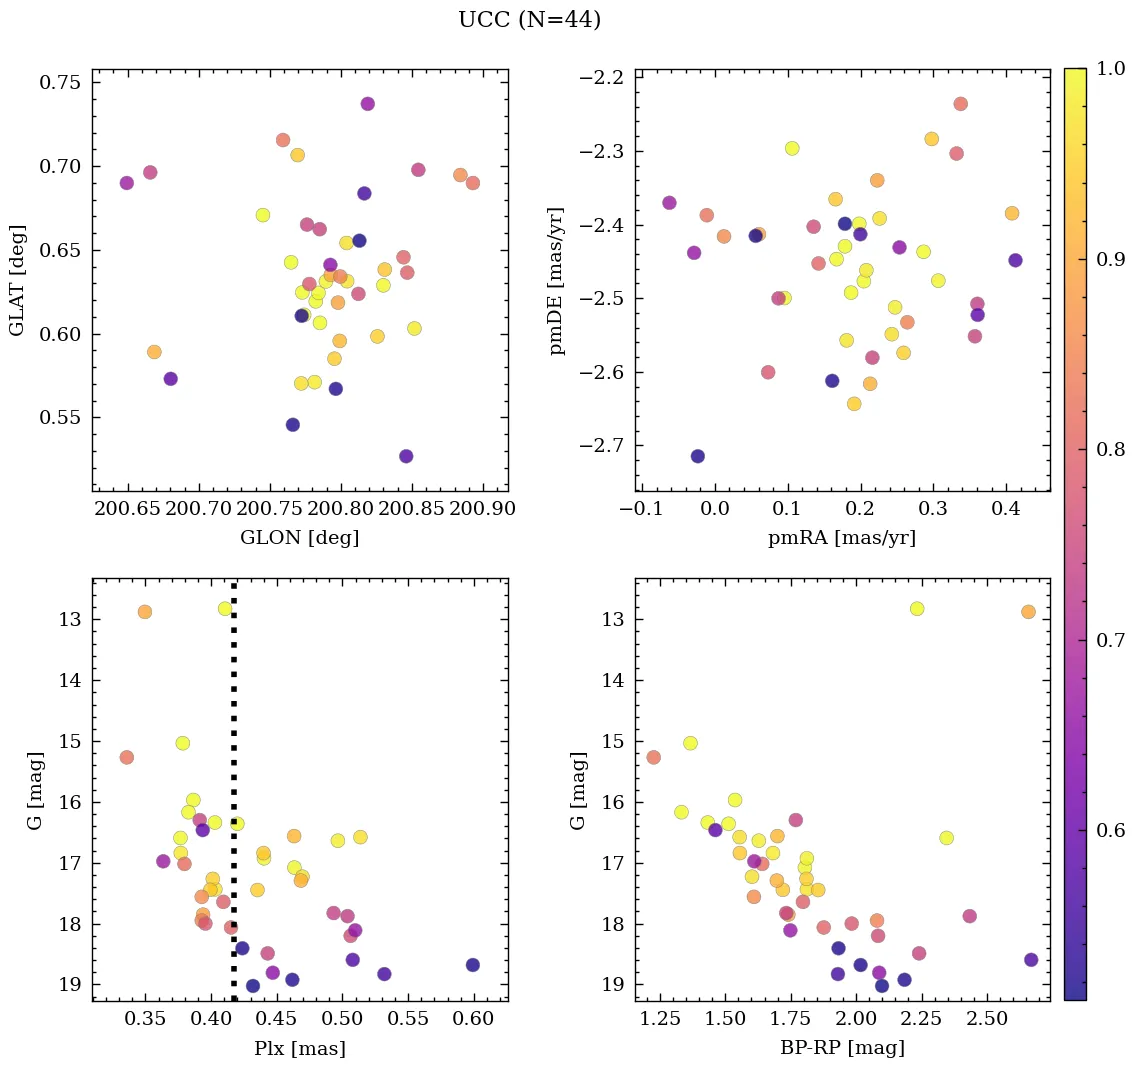 UCC (N=44)
0.75
0.70
0.65
0.60
0.55
GLAT [deg]
200.65 200.70 200.75 200.80 200.85 200.90
GLON [deg]
−2.2
−2.3
−2.4
−2.5
−2.6
−2.7
pmDE [mas/yr]
−0.1 0.0 0.1 0.2 0.3 0.4
pmRA [mas/yr]
13
14
15
16
17
18
19
G [mag]
0.35 0.40 0.45 0.50 0.55 0.60
Plx [mas]
13
14
15
16
17
18
19
G [mag]
1.25 1.50 1.75 2.00 2.25 2.50
BP-RP [mag]
1.0
0.9
0.8
0.7
0.6